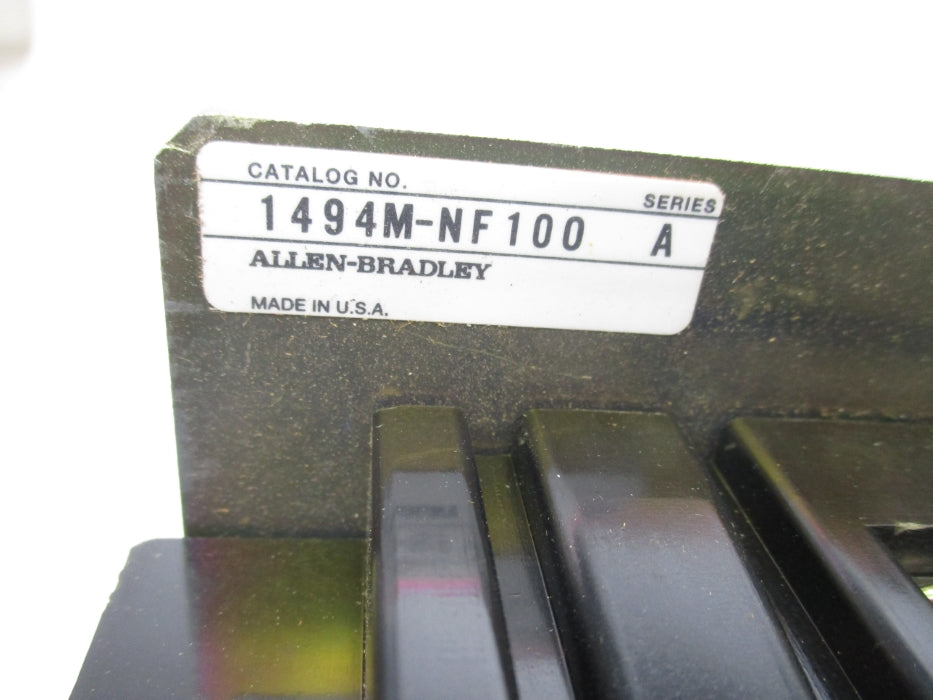 CATALOG NO.
SERIES
1494M-NF100 A
ALLEN-BRADLEY
MADE IN U.S.A.